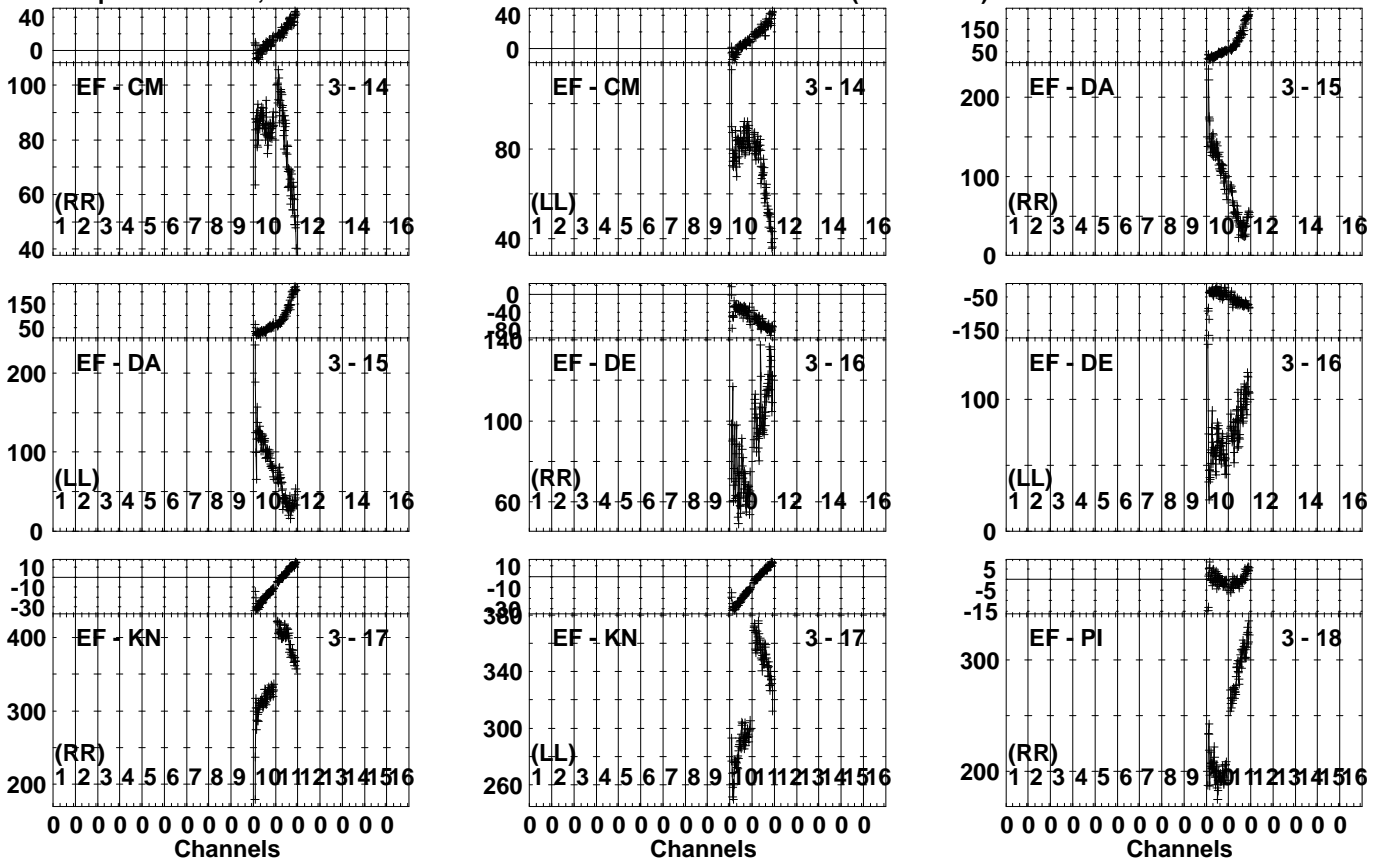 40
0
100
80
60
40
EF - CM 3 - 14
(RR)
1 2 3 4 5 6 7 8 9 10 12 14 16
40
0
80
40
EF - CM 3 - 14
(LL)
1 2 3 4 5 6 7 8 9 10 12 14 16
150
50
200
100
0
EF - DA 3 - 15
(RR)
1 2 3 4 5 6 7 8 9 10 12 14 16
150
50
200
100
0
EF - DA 3 - 15
(LL)
1 2 3 4 5 6 7 8 9 10 12 14 16
0
-40
-80
140
100
60
EF - DE 3 - 16
(RR)
1 2 3 4 5 6 7 8 9 10 12 14 16
-50
-150
100
0
EF - DE 3 - 16
(LL)
1 2 3 4 5 6 7 8 9 10 12 14 16
10
-10
-30
400
300
200
EF - KN 3 - 17
(RR)
1 2 3 4 5 6 7 8 9 10 11 12 13 14 15 16
0 0 0 0 0 0 0 0 0 0 0 0 0 0 0 0
Channels
10
-10
-30
380
340
300
260
EF - KN 3 - 17
(LL)
1 2 3 4 5 6 7 8 9 10 11 12 13 14 15 16
0 0 0 0 0 0 0 0 0 0 0 0 0 0 0 0
Channels
5
-5
-15
300
200
EF - PI 3 - 18
(RR)
1 2 3 4 5 6 7 8 9 10 11 12 13 14 15 16
0 0 0 0 0 0 0 0 0 0 0 0 0 0 0 0
Channels